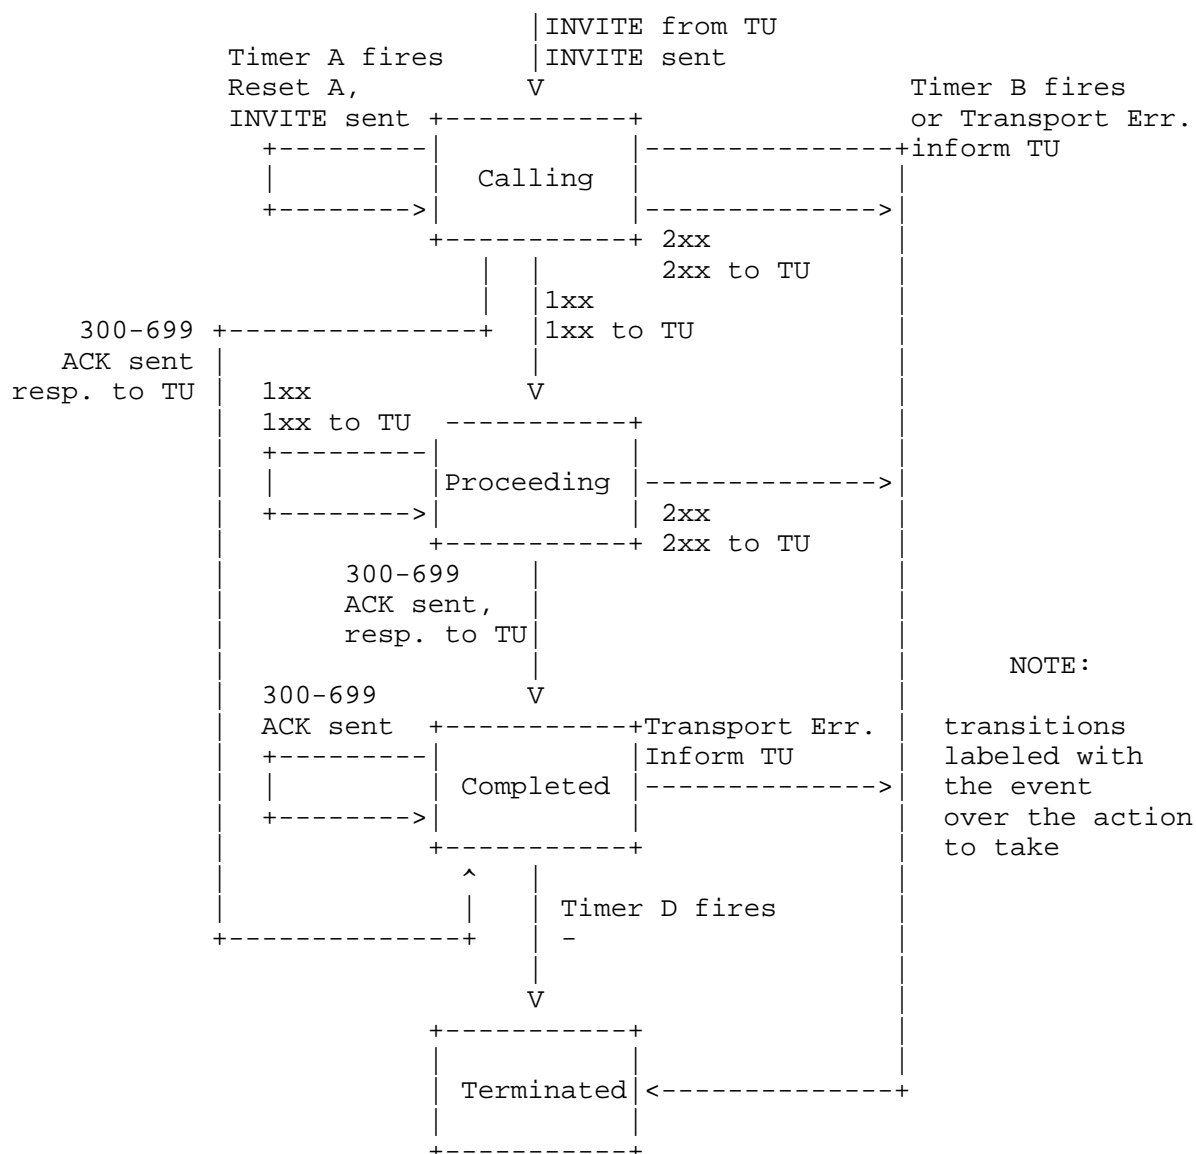 INVITE from TU
Timer A fires INVITE sent
Reset A, V Timer B fires
INVITE sent or Transport Err.
inform TU
Calling
2xx
2xx to TU
1xx
300-699 1xx to TU
ACK sent
resp. to TU 1xx V
1xx to TU
Proceeding
2xx
2xx to TU
300-699
ACK sent,
resp. to TU
NOTE:
300-699 V
ACK sent Transport Err. transitions
Inform TU labeled with
Completed the event
over the action
to take
^
Timer D fires
-
V
Terminated